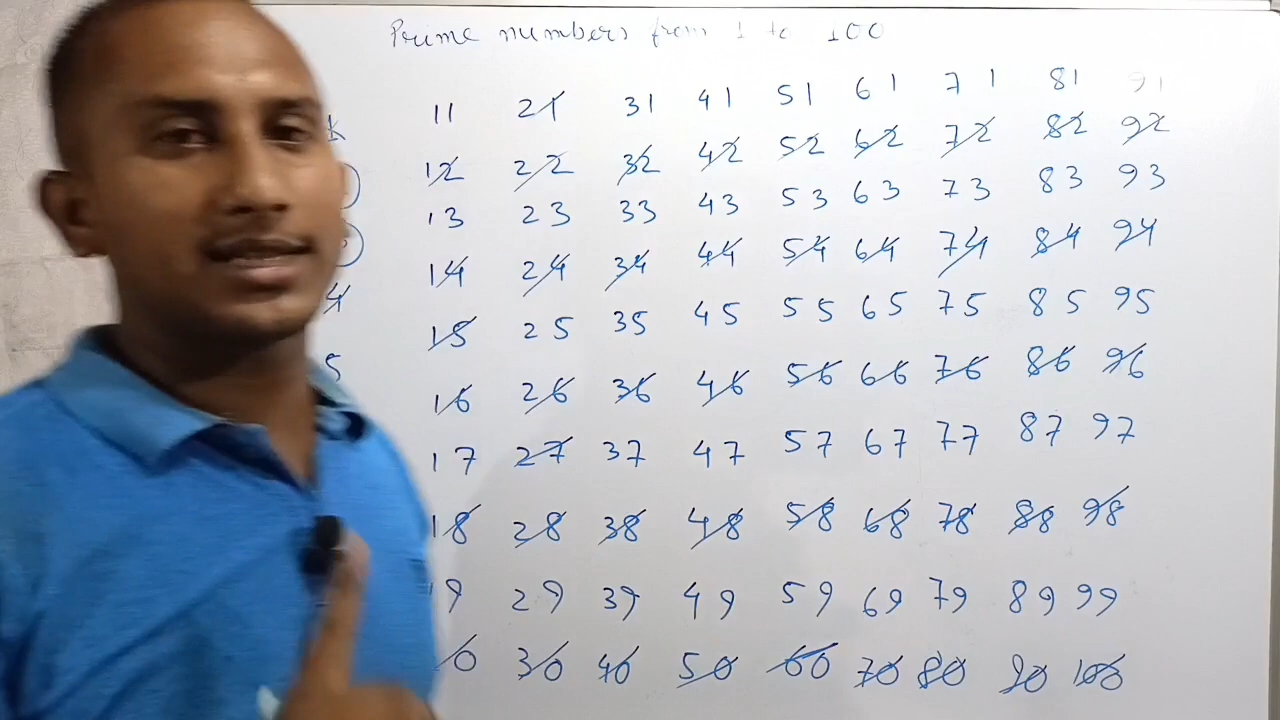 Prime numbers from 1 to 100
11 21 31 41 51 61 71 81 91
12 22 32 42 52 62 72 82 92
13 23 33 43 53 63 73 83 93
4 14 24 34 44 54 64 74 84 94
5 15 25 35 45 55 65 75 85 95
16 26 36 46 56 66 76 86 96
17 27 37 47 57 67 77 87 97
18 28 38 48 58 68 78 88 98
19 29 39 49 59 69 79 89 99
0 30 40 50 60 70 80 90 100